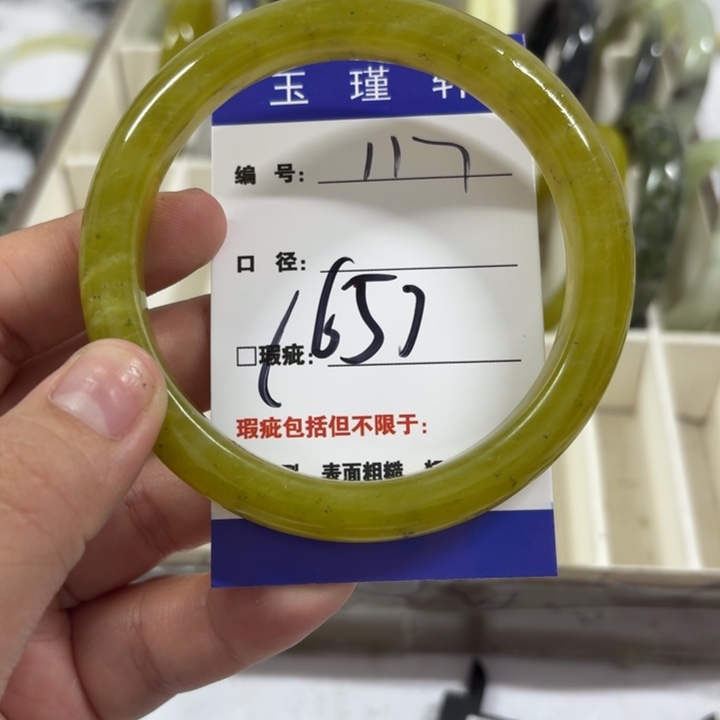 玉瑾轩
编 号: 117
口 径:
(65)
□瑕疵:
瑕疵包括但不限于:
表面粗糙